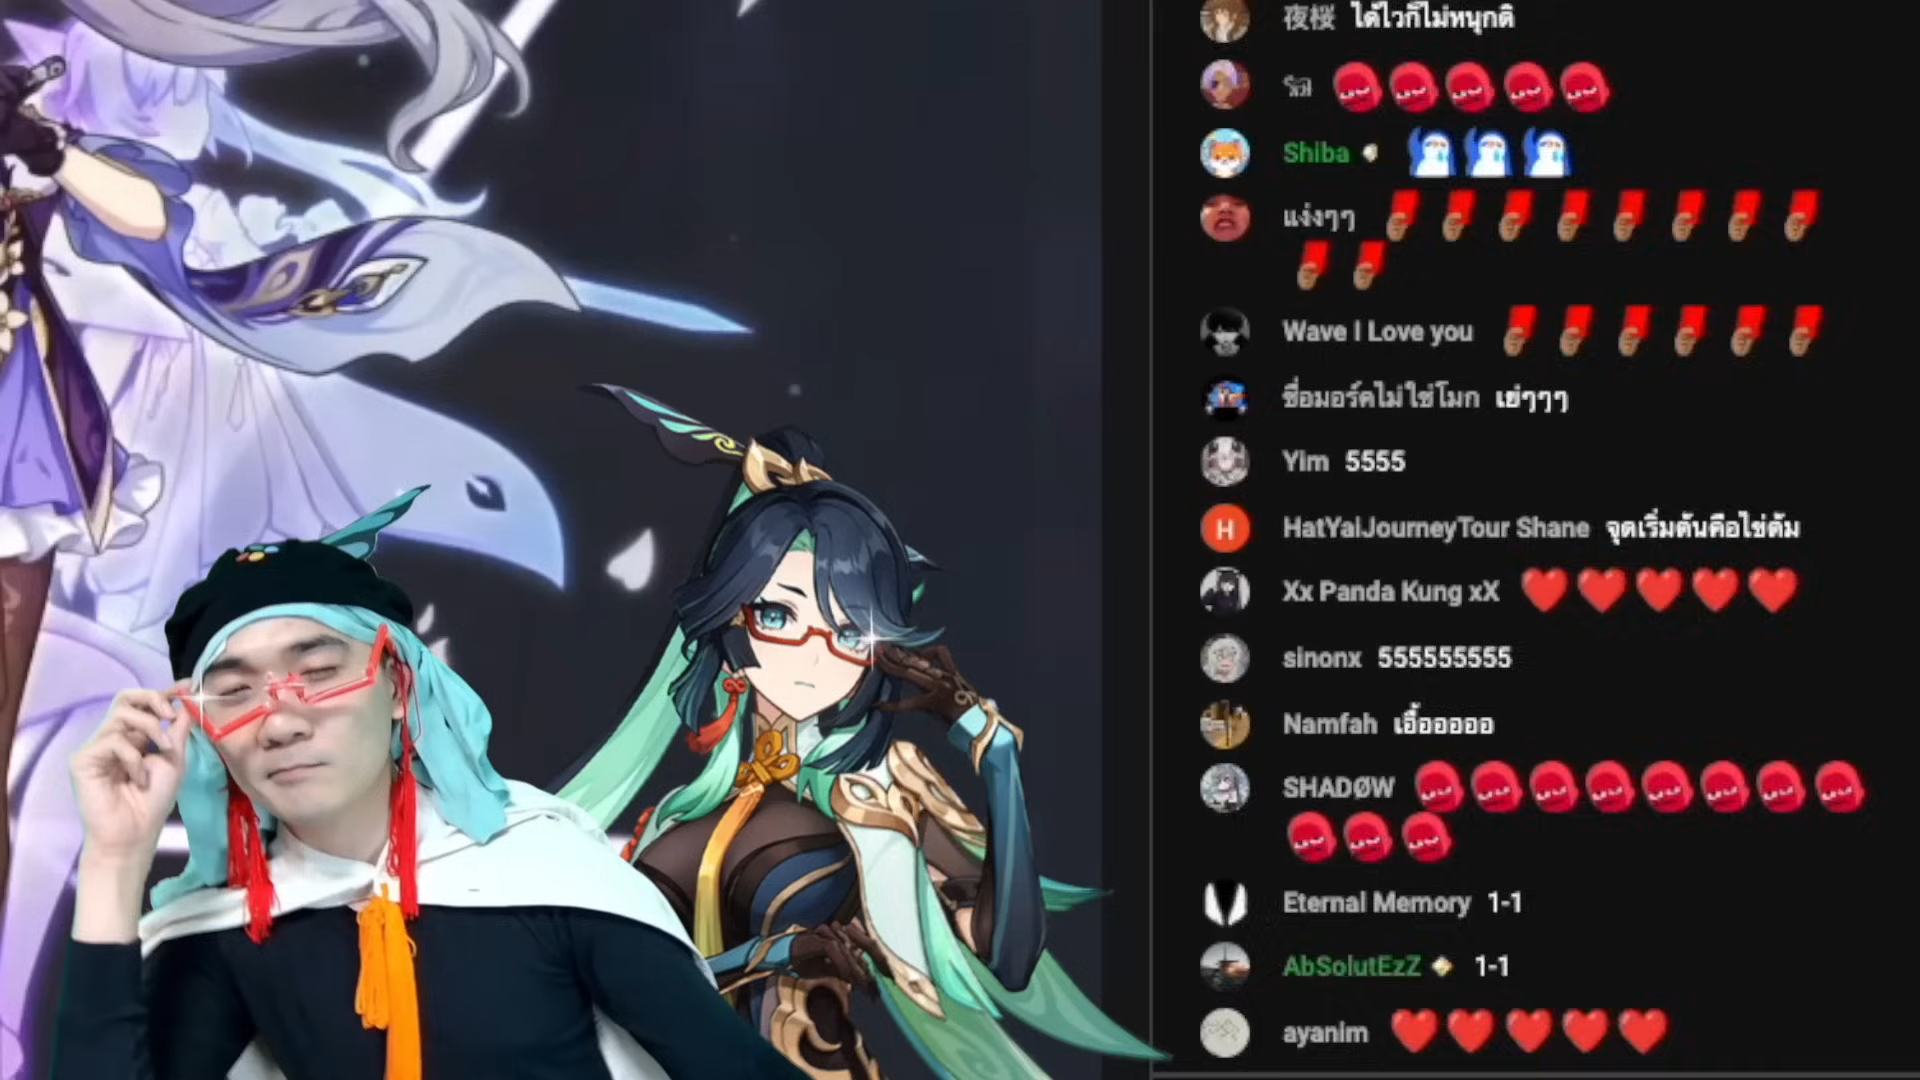 夜桜 ได้ไวก็ไม่หนุกดิ
Shiba
แง่งๆๆ
Wave I Love you
ชื่อมอร์คไม่ใช่โมก เย่ๆๆๆ
Yim 5555
HatYaiJourneyTour Shane จุดเริ่มต้นคือไข่ต้ม
H
Xx Panda Kung xX
sinonx 555555555
Namfah เอื้อออออ
SHADØW
Eternal Memory 1-1
AbSolutEzZ 1-1
ayanim